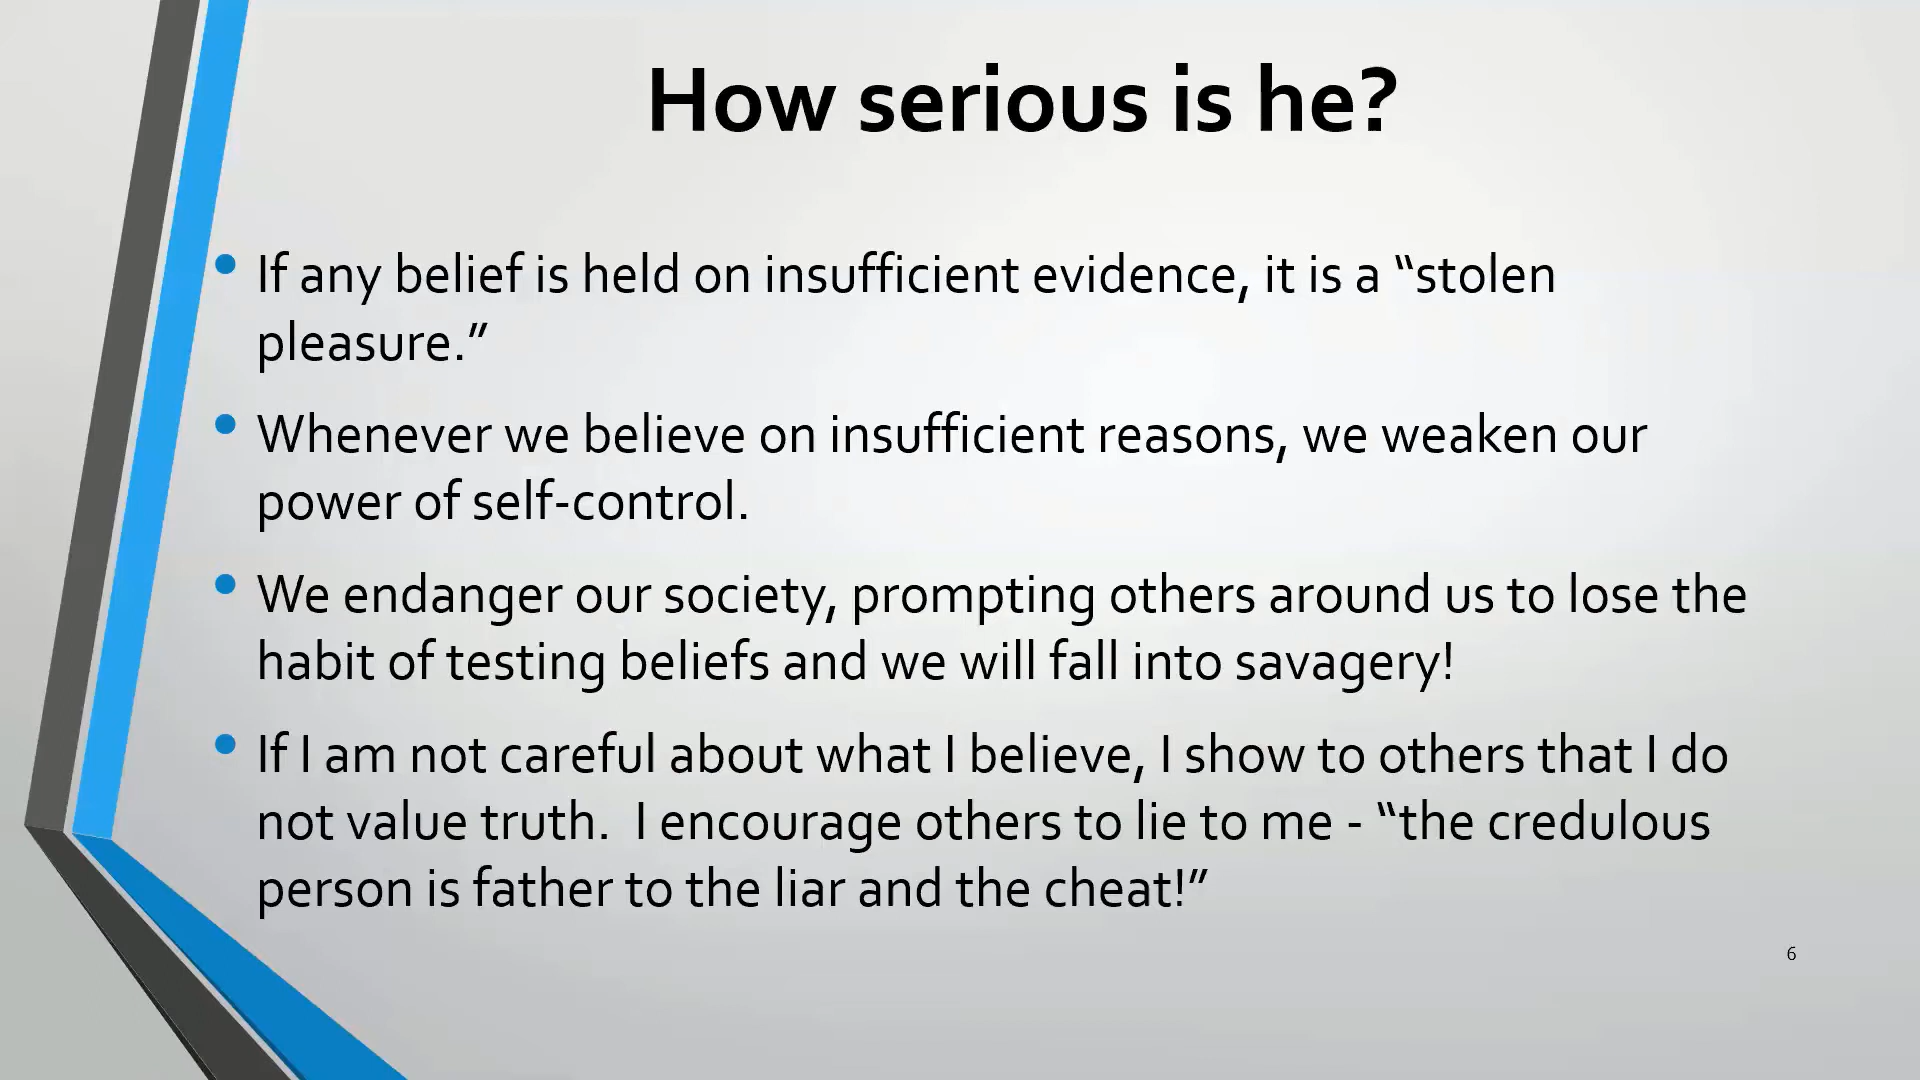 How serious is he?
• If any belief is held on insufficient evidence, it is a “stolen
pleasure.”
• Whenever we believe on insufficient reasons, we weaken our
power of self-control.
• We endanger our society, prompting others around us to lose the
habit of testing beliefs and we will fall into savagery!
• If I am not careful about what I believe, I show to others that I do
not value truth.  I encourage others to lie to me - “the credulous
person is father to the liar and the cheat!”
6